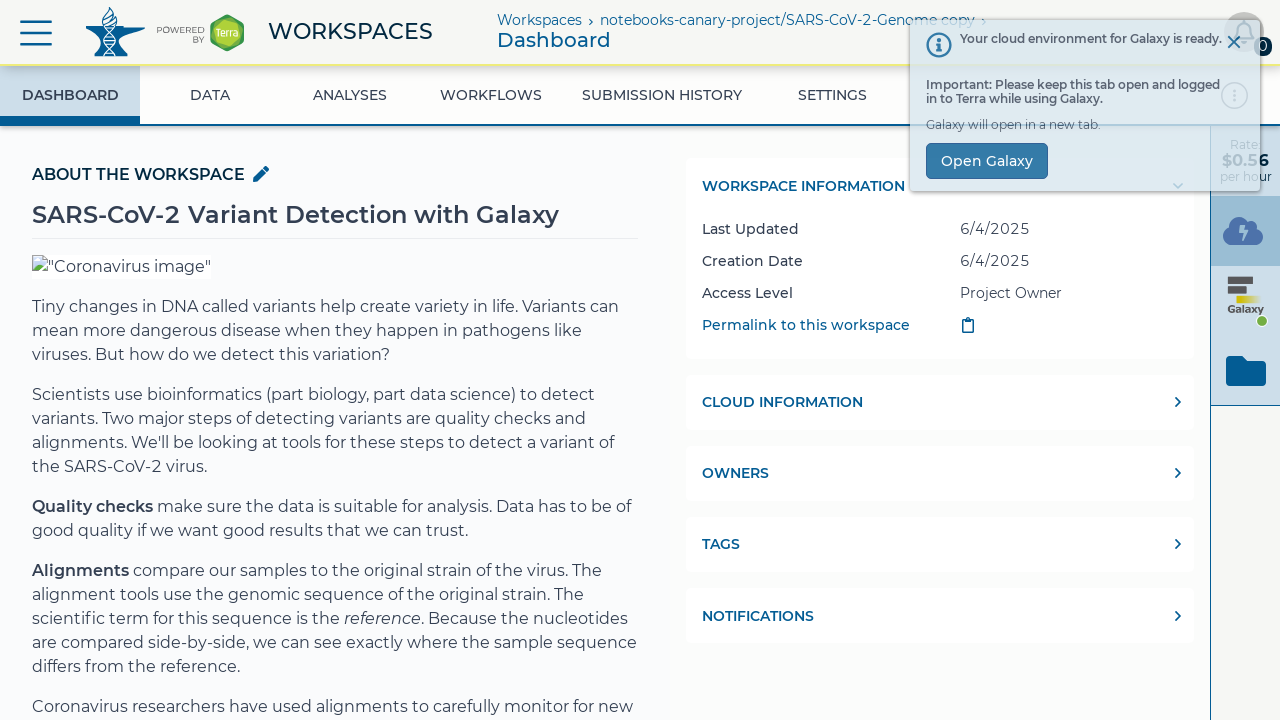 POWERED
BY
Terra
WORKSPACES
Workspaces › notebooks-canary-project/SARS-CoV-2-Genome copy ›
Dashboard
0
Your cloud environment for Galaxy is ready.
Important: Please keep this tab open and logged
in to Terra while using Galaxy.
Galaxy will open in a new tab.
Open Galaxy
DASHBOARD
DATA
ANALYSES
WORKFLOWS
SUBMISSION HISTORY
SETTINGS
Rate:
$0.56
per hour
Galaxy
ABOUT THE WORKSPACE
SARS-CoV-2 Variant Detection with Galaxy
"Coronavirus image"
Tiny changes in DNA called variants help create variety in life. Variants can
mean more dangerous disease when they happen in pathogens like
viruses. But how do we detect this variation?
Scientists use bioinformatics (part biology, part data science) to detect
variants. Two major steps of detecting variants are quality checks and
alignments. We'll be looking at tools for these steps to detect a variant of
the SARS-CoV-2 virus.
Quality checks make sure the data is suitable for analysis. Data has to be of
good quality if we want good results that we can trust.
Alignments compare our samples to the original strain of the virus. The
alignment tools use the genomic sequence of the original strain. The
scientific term for this sequence is the reference. Because the nucleotides
are compared side-by-side, we can see exactly where the sample sequence
differs from the reference.
Coronavirus researchers have used alignments to carefully monitor for new
WORKSPACE INFORMATION
Last Updated 6/4/2025
Creation Date 6/4/2025
Access Level Project Owner
Permalink to this workspace
CLOUD INFORMATION
OWNERS
TAGS
NOTIFICATIONS